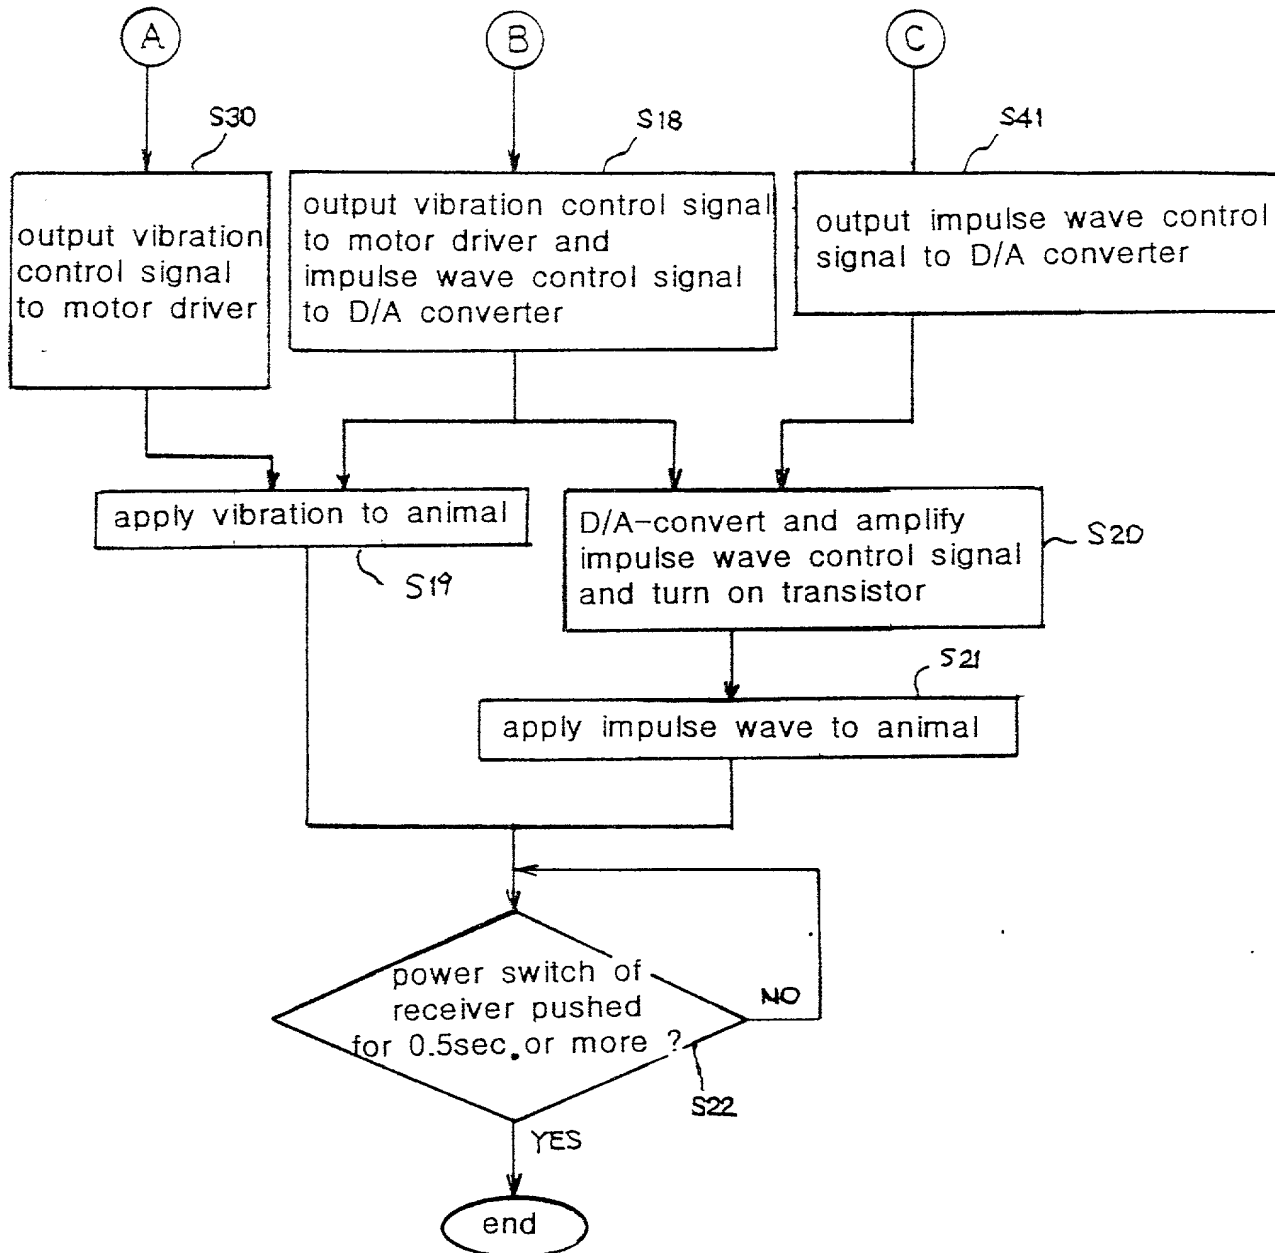 A
B
C
S30
S18
S41
output vibration
control signal
to motor driver
output vibration control signal
to motor driver and
impulse wave control signal
to D/A converter
output impulse wave control
signal to D/A converter
apply vibration to animal
S19
D/A-convert and amplify
impulse wave control signal
and turn on transistor
S20
S21
apply impulse wave to animal
power switch of
receiver pushed
for 0.5sec. or more ?
NO
S22
YES
end